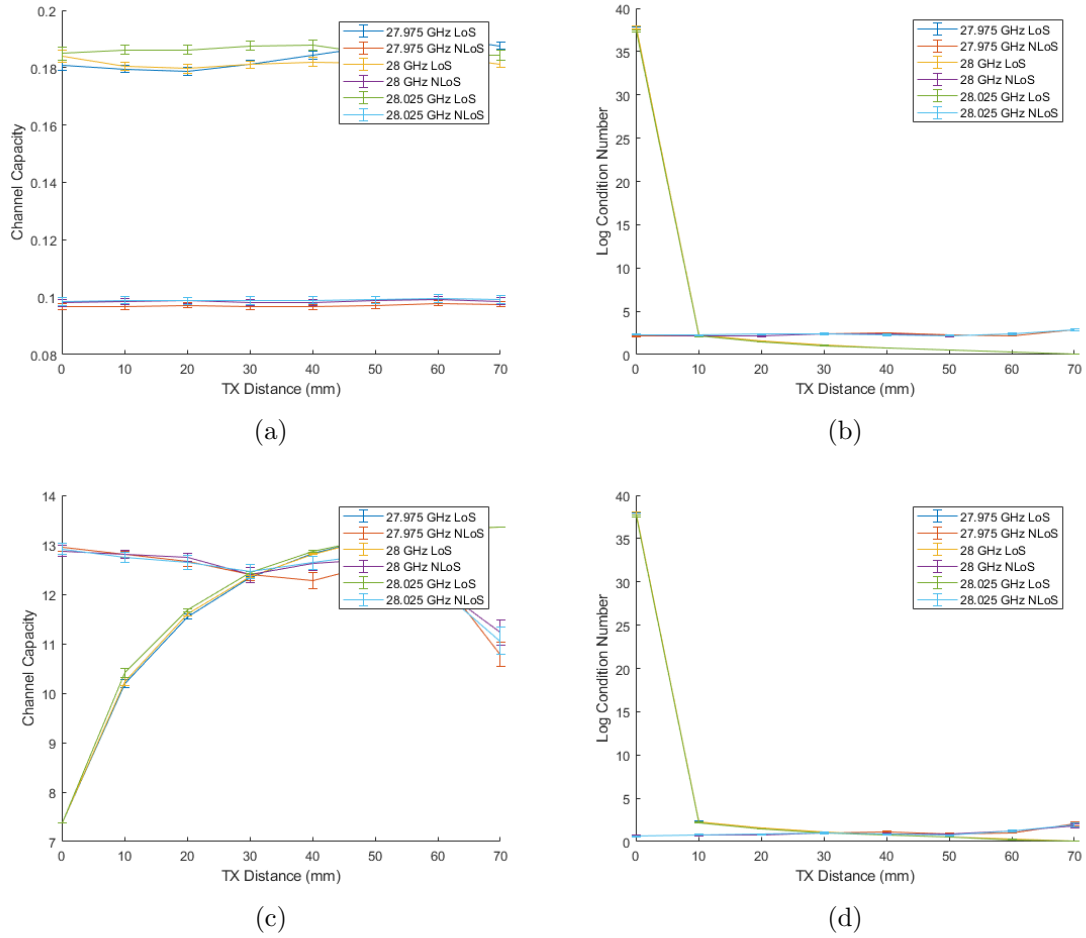 0.2
0.18
0.16
0.14
0.12
0.1
0.08
Channel Capacity
0 10 20 30 40 50 60 70
TX Distance (mm)
27.975 GHz LoS
27.975 GHz NLoS
28 GHz LoS
28 GHz NLoS
28.025 GHz LoS
28.025 GHz NLoS
(a)
40
35
30
25
20
15
10
5
0
Log Condition Number
0 10 20 30 40 50 60 70
TX Distance (mm)
27.975 GHz LoS
27.975 GHz NLoS
28 GHz LoS
28 GHz NLoS
28.025 GHz LoS
28.025 GHz NLoS
(b)
14
13
12
11
10
9
8
7
Channel Capacity
0 10 20 30 40 50 60 70
TX Distance (mm)
27.975 GHz LoS
27.975 GHz NLoS
28 GHz LoS
28 GHz NLoS
28.025 GHz LoS
28.025 GHz NLoS
(c)
40
35
30
25
20
15
10
5
0
Log Condition Number
0 10 20 30 40 50 60 70
TX Distance (mm)
27.975 GHz LoS
27.975 GHz NLoS
28 GHz LoS
28 GHz NLoS
28.025 GHz LoS
28.025 GHz NLoS
(d)